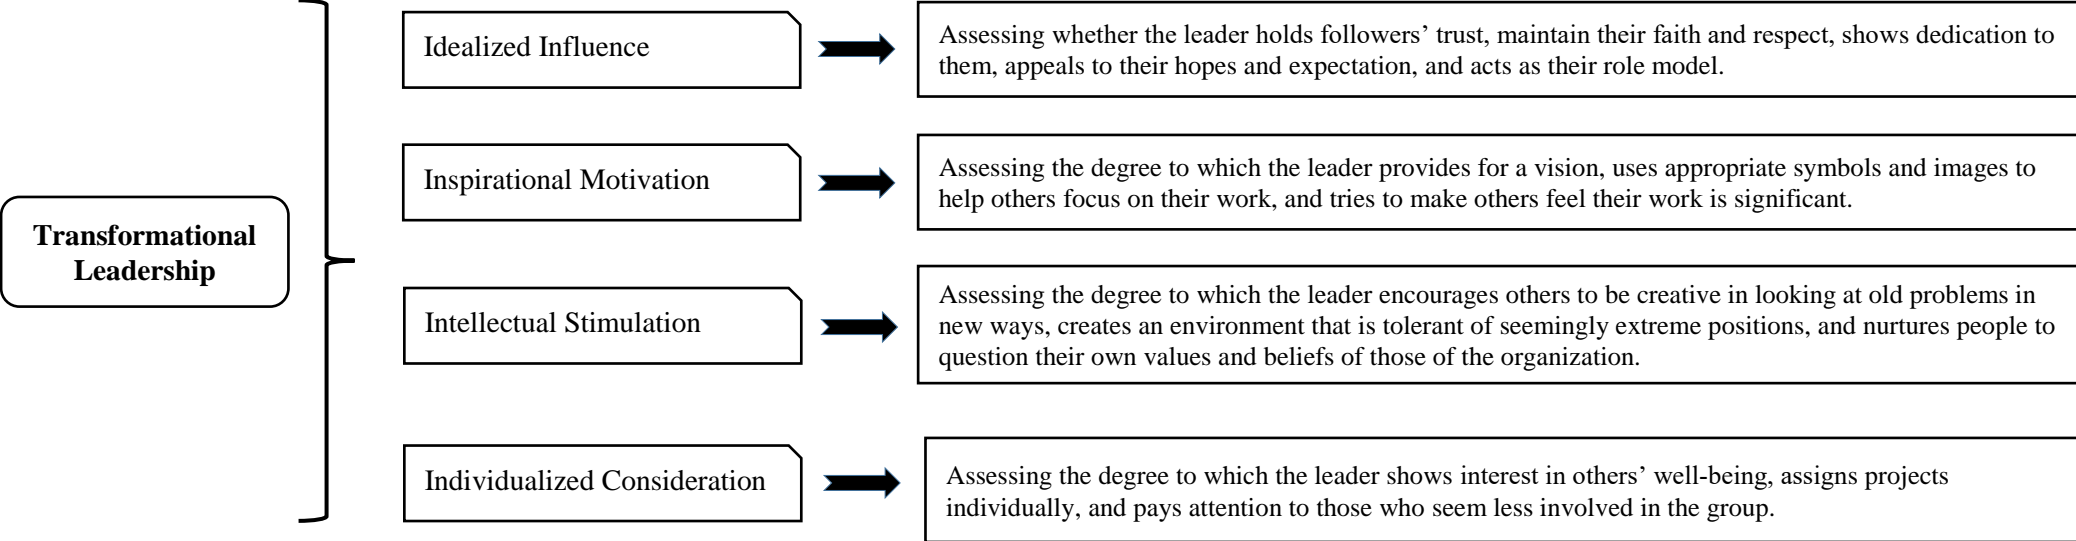 Transformational
Leadership
Idealized Influence
Assessing whether the leader holds followers’ trust, maintain their faith and respect, shows dedication to
them, appeals to their hopes and expectation, and acts as their role model.
Inspirational Motivation
Assessing the degree to which the leader provides for a vision, uses appropriate symbols and images to
help others focus on their work, and tries to make others feel their work is significant.
Intellectual Stimulation
Assessing the degree to which the leader encourages others to be creative in looking at old problems in
new ways, creates an environment that is tolerant of seemingly extreme positions, and nurtures people to
question their own values and beliefs of those of the organization.
Individualized Consideration
Assessing the degree to which the leader shows interest in others’ well-being, assigns projects
individually, and pays attention to those who seem less involved in the group.